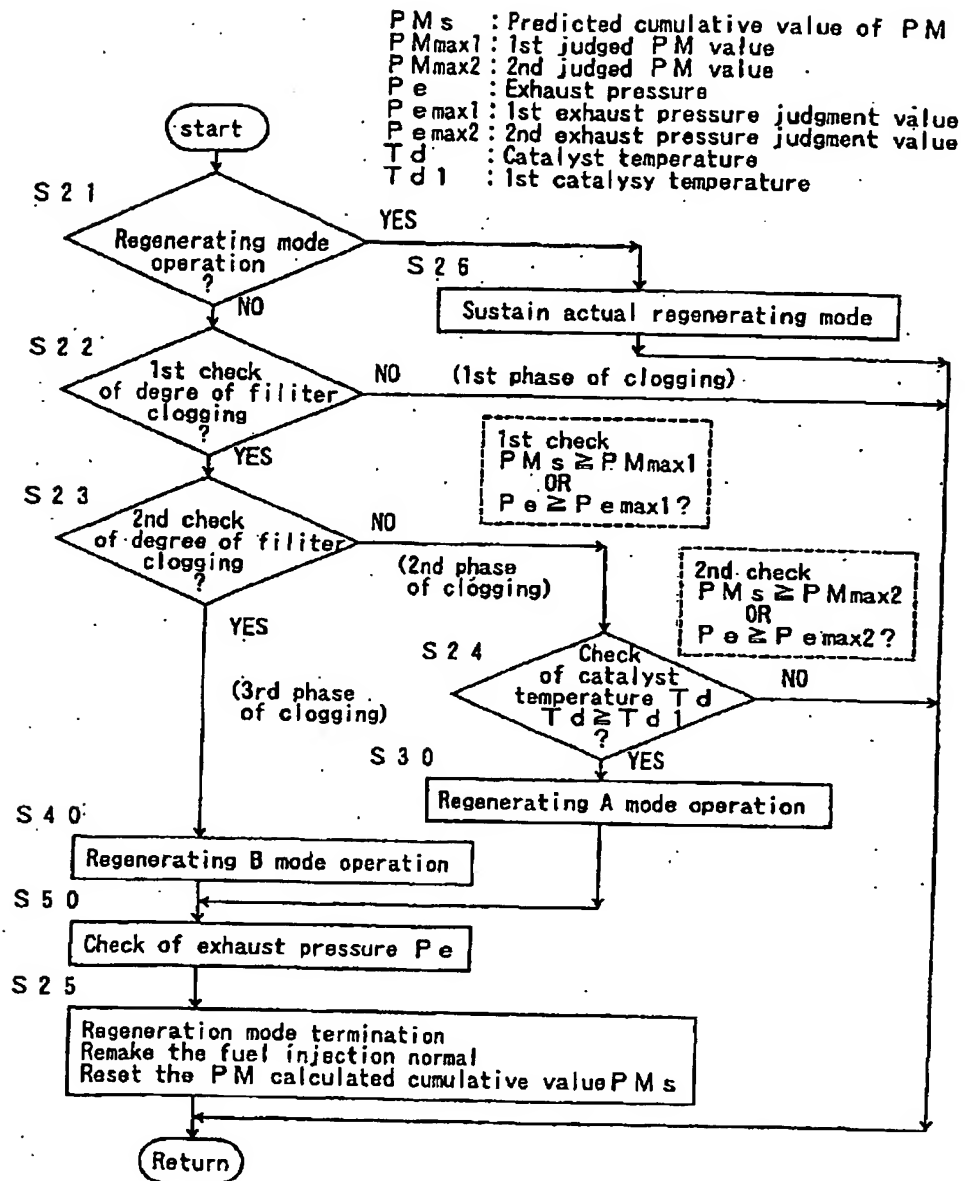 PMs : Predicted cumulative value of PM
PMmax1 : 1st judged PM value
PMmax2 : 2nd judged PM value
Pe : Exhaust pressure
Pemax1 : 1st exhaust pressure judgment value
Pemax2 : 2nd exhaust pressure judgment value
Td : Catalyst temperature
Td1 : 1st catalysy temperature
start
S21
Regenerating mode
operation
?
YES
NO
S26
Sustain actual regenerating mode
S22
1st check
of degre of filiter
clogging
?
NO
(1st phase of clogging)
YES
1st check
PMs ≧ PMmax1
OR
Pe ≧ Pemax1?
S23
2nd check
of degree of filiter
clogging
?
NO
(2nd phase
of clogging)
YES
(3rd phase
of clogging)
2nd check
PMs ≧ PMmax2
OR
Pe ≧ Pemax2?
S24
Check
of catalyst
temperature Td
Td ≧ Td1
?
NO
YES
S30
Regenerating A mode operation
S40
Regenerating B mode operation
S50
Check of exhaust pressure Pe
S25
Regeneration mode termination
Remake the fuel injection normal
Reset the PM calculated cumulative value PMs
Return